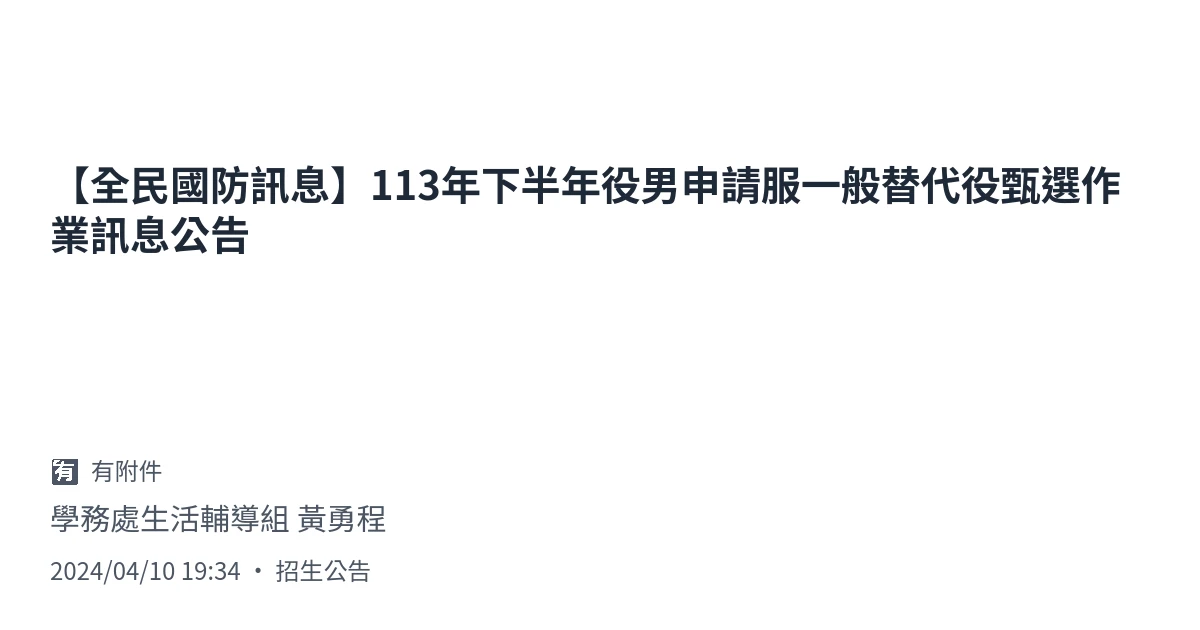 【全民國防訊息】113年下半年役男申請服一般替代役甄選作
業訊息公告
有 有附件
學務處生活輔導組 黃勇程
2024/04/10 19:34 • 招生公告